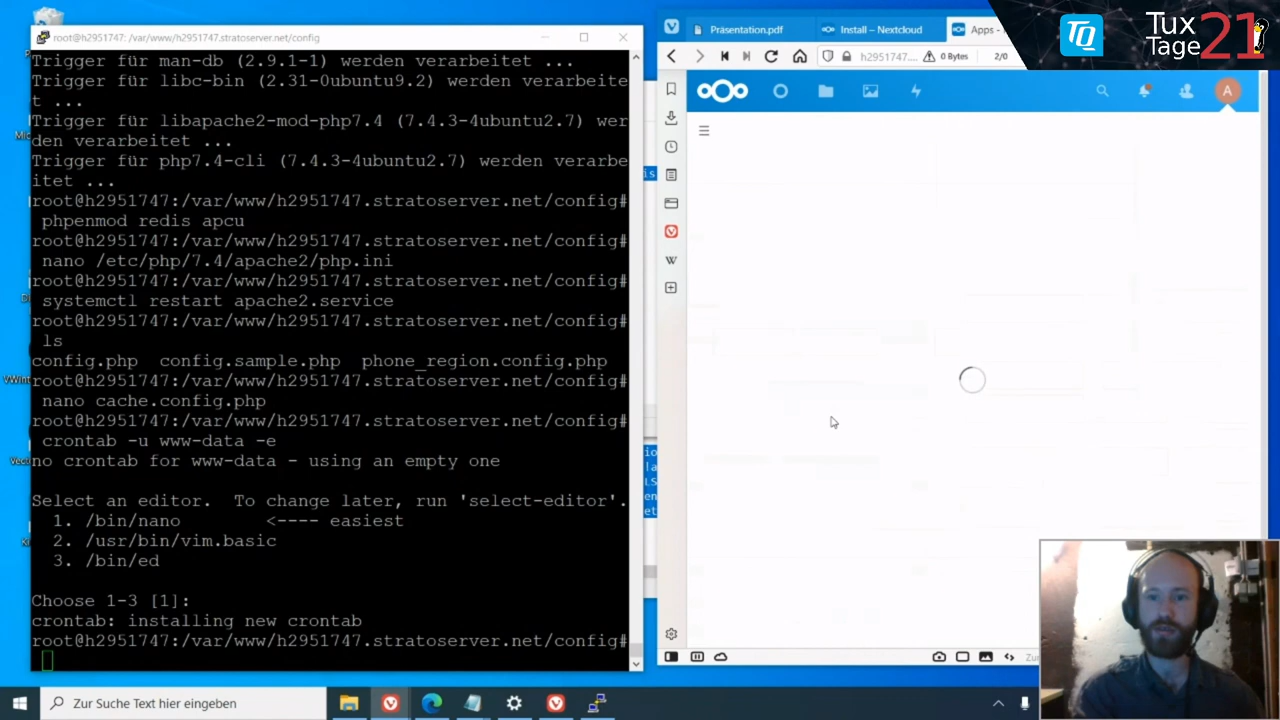 root@h2951747: /var/www/h2951747.stratoserver.net/config
Trigger für man-db (2.9.1-1) werden verarbeitet ...
Trigger für libc-bin (2.31-0ubuntu9.2) werden verarbeite
t ...
Trigger für libapache2-mod-php7.4 (7.4.3-4ubuntu2.7) wer
den verarbeitet ...
Trigger für php7.4-cli (7.4.3-4ubuntu2.7) werden verarbe
itet ...
root@h2951747:/var/www/h2951747.stratoserver.net/config#
phpenmod redis apcu
root@h2951747:/var/www/h2951747.stratoserver.net/config#
nano /etc/php/7.4/apache2/php.ini
root@h2951747:/var/www/h2951747.stratoserver.net/config#
systemctl restart apache2.service
root@h2951747:/var/www/h2951747.stratoserver.net/config#
ls
config.php  config.sample.php  phone_region.config.php
root@h2951747:/var/www/h2951747.stratoserver.net/config#
nano cache.config.php
root@h2951747:/var/www/h2951747.stratoserver.net/config#
crontab -u www-data -e
no crontab for www-data - using an empty one
Select an editor.  To change later, run 'select-editor'.
1. /bin/nano        <---- easiest
2. /usr/bin/vim.basic
3. /bin/ed
Choose 1-3 [1]:
crontab: installing new crontab
root@h2951747:/var/www/h2951747.stratoserver.net/config#
Präsentation.pdf
Install – Nextcloud
Apps -
h2951747....
0 Bytes
2/0
A
W
TQ
Tux
Tage
21
Zur Suche Text hier eingeben